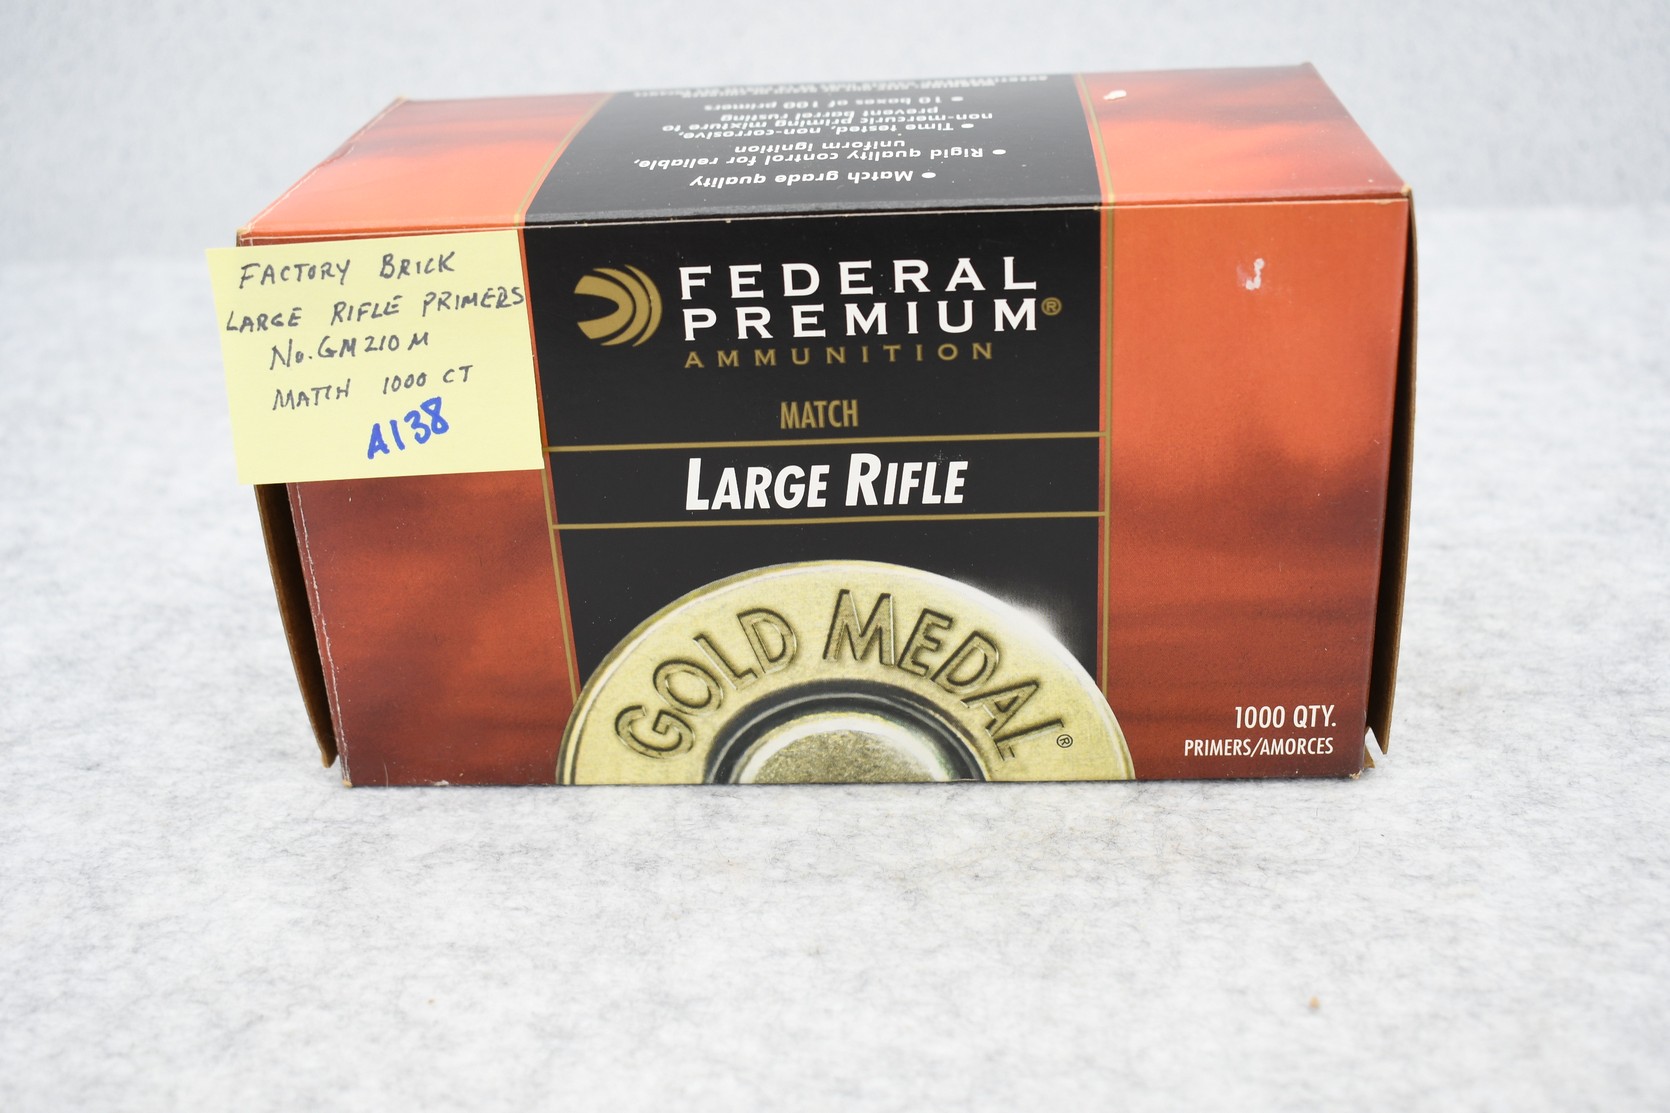 FACTORY BRICK
LARGE RIFLE PRIMERS
No. GM210M
MATCH 1000 CT
A138
• Match grade quality
• Rigid quality control for reliable,
uniform ignition
• Time tested, non-corrosive,
non-mercuric priming mixture to
prevent barrel rusting
• 10 boxes of 100 primers
FEDERAL
PREMIUM®
AMMUNITION
MATCH
LARGE RIFLE
GOLD MEDAL®
1000 QTY.
PRIMERS/AMORCES